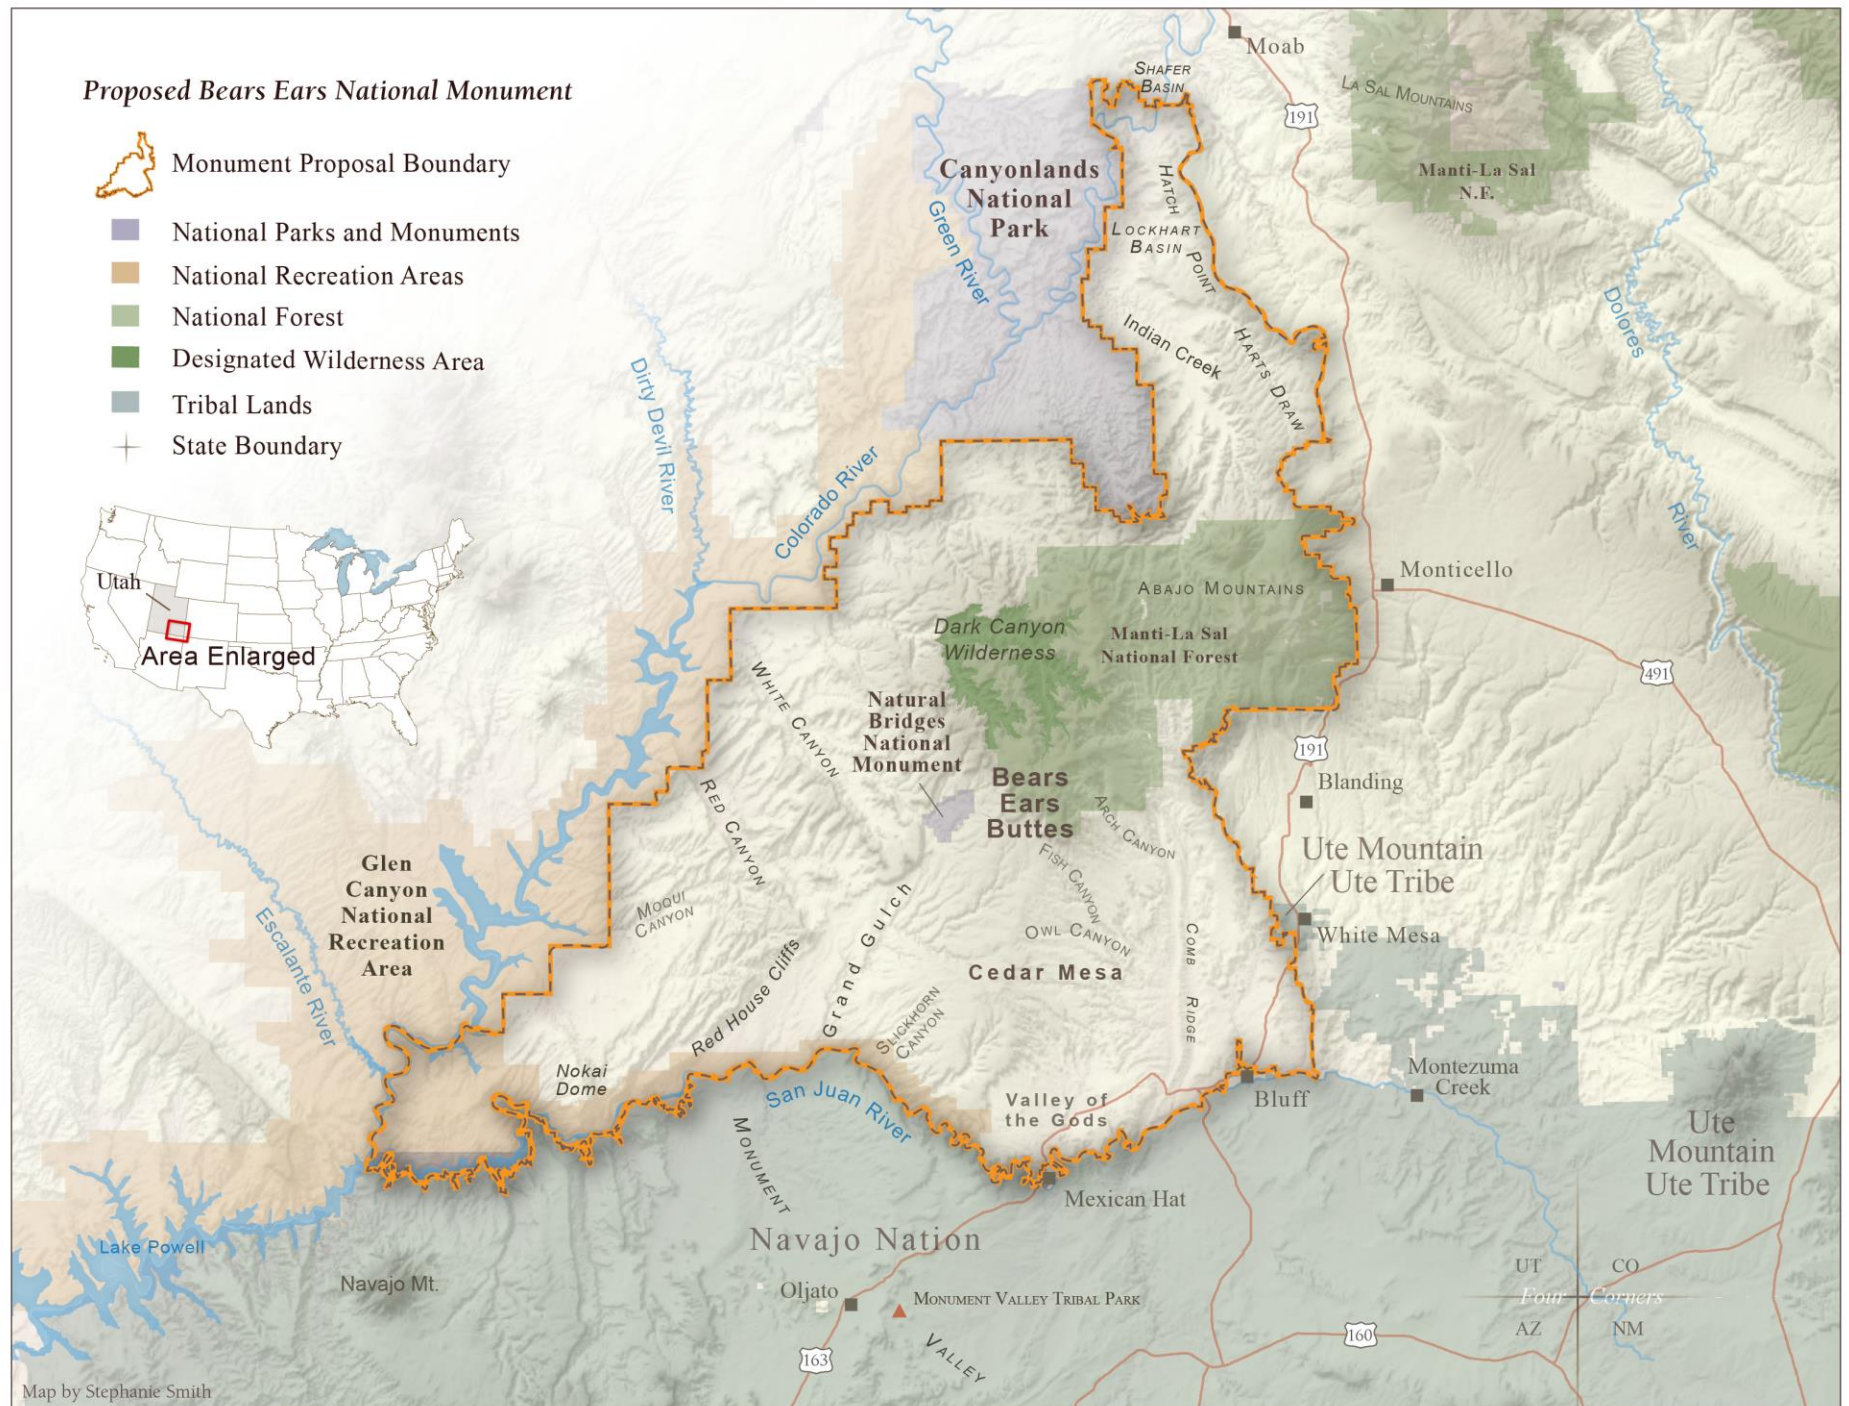 Proposed Bears Ears National Monument
Monument Proposal Boundary
National Parks and Monuments
National Recreation Areas
National Forest
Designated Wilderness Area
Tribal Lands
State Boundary
Utah
Area Enlarged
Moab
SHAFER
BASIN
LA SAL MOUNTAINS
191
Manti-La Sal
N.F.
Canyonlands
National
Park
Green River
HATCH
POINT
LOCKHART
BASIN
Indian Creek
HARTS DRAW
Dolores
River
Dirty Devil River
Colorado River
Monticello
ABAJO MOUNTAINS
Dark Canyon
Wilderness
Manti-La Sal
National Forest
491
WHITE CANYON
Natural
Bridges
National
Monument
191
Blanding
Bears
Ears
Buttes
RED CANYON
ARCH CANYON
FISH CANYON
Ute Mountain
Ute Tribe
Glen
Canyon
National
Recreation
Area
MOQUI
CANYON
Grand Gulch
OWL CANYON
COMB
RIDGE
White Mesa
Escalante River
Red House Cliffs
Cedar Mesa
SLICKHORN
CANYON
Nokai
Dome
San Juan River
Valley of
the Gods
Bluff
Montezuma
Creek
MONUMENT
Ute
Mountain
Ute Tribe
Mexican Hat
Navajo Nation
Lake Powell
Navajo Mt.
Oljato
MONUMENT VALLEY TRIBAL PARK
VALLEY
UT
CO
Four Corners
AZ
NM
160
163
Map by Stephanie Smith